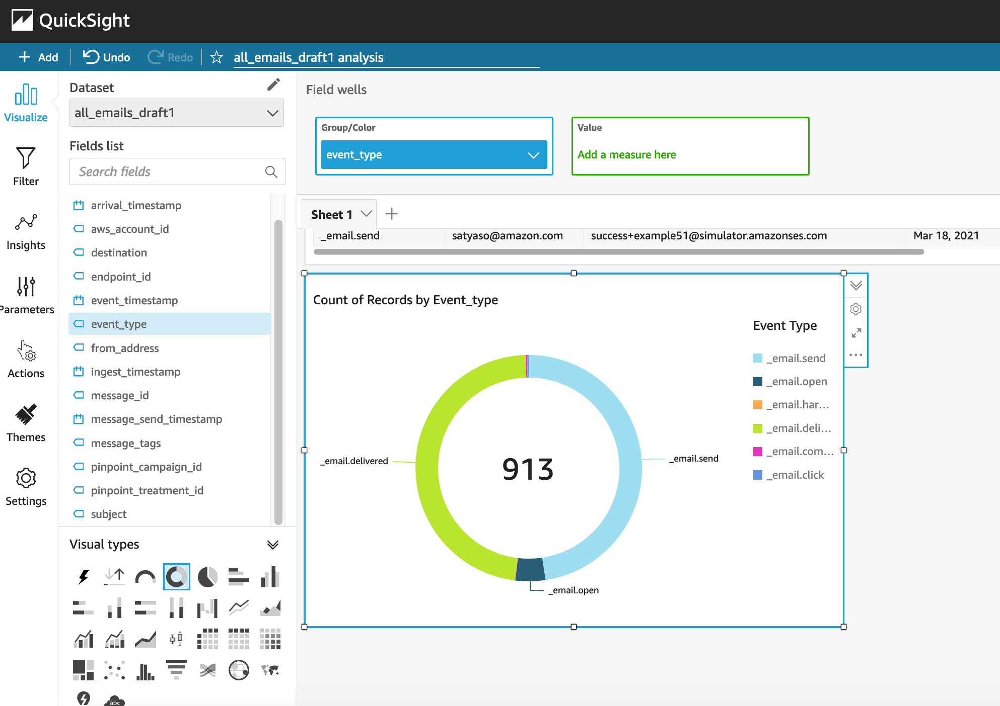 QuickSight
Add
Undo
Redo
all_emails_draft1 analysis
Visualize
Filter
Insights
Parameters
Actions
Themes
Settings
Dataset
all_emails_draft1
Fields list
Search fields
arrival_timestamp
aws_account_id
destination
endpoint_id
event_timestamp
event_type
from_address
ingest_timestamp
message_id
message_send_timestamp
message_tags
pinpoint_campaign_id
pinpoint_treatment_id
subject
Visual types
abc
Field wells
Group/Color
event_type
Value
Add a measure here
Sheet 1
_email.send satyaso@amazon.com success+example51@simulator.amazonses.com Mar 18, 2021
Count of Records by Event_type
_email.delivered
913
_email.send
_email.open
Event Type
_email.send
_email.open
_email.har...
_email.deli...
_email.com...
_email.click